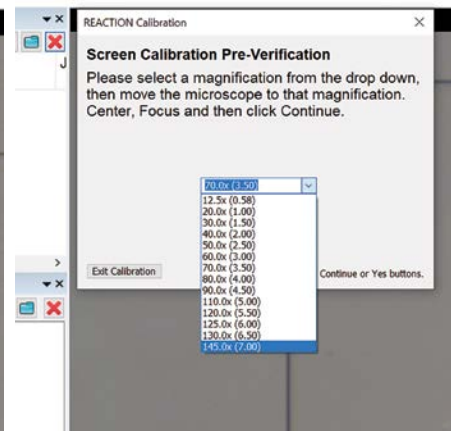 REACTION Calibration
Screen Calibration Pre-Verification
Please select a magnification from the drop down,
then move the microscope to that magnification.
Center, Focus and then click Continue.
70.0x (3.50)
12.5x (0.58)
20.0x (1.00)
30.0x (1.50)
40.0x (2.00)
50.0x (2.50)
60.0x (3.00)
70.0x (3.50)
80.0x (4.00)
90.0x (4.50)
110.0x (5.00)
120.0x (5.50)
125.0x (6.00)
130.0x (6.50)
145.0x (7.00)
Exit Calibration
Continue or Yes buttons.